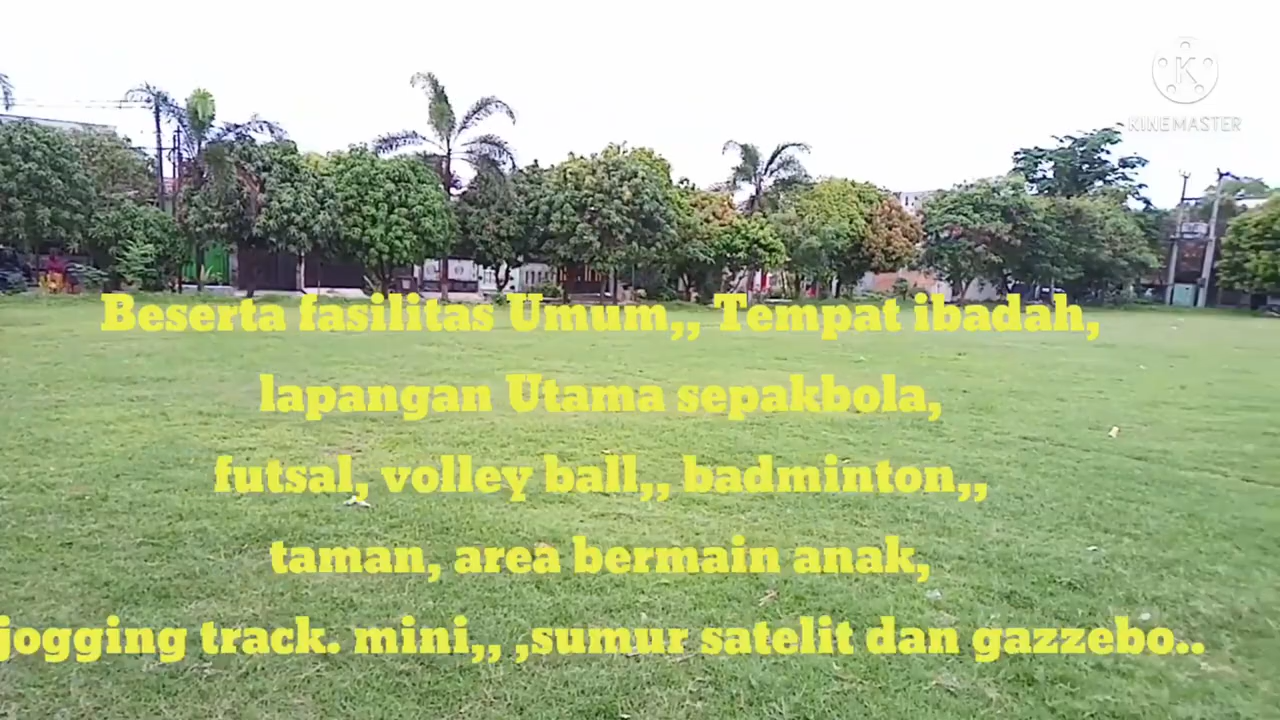 KINEMASTER
Beserta fasilitas Umum,, Tempat ibadah,
lapangan Utama sepakbola,
futsal, volley ball,, badminton,,
taman, area bermain anak,
jogging track. mini,, ,sumur satelit dan gazzebo..